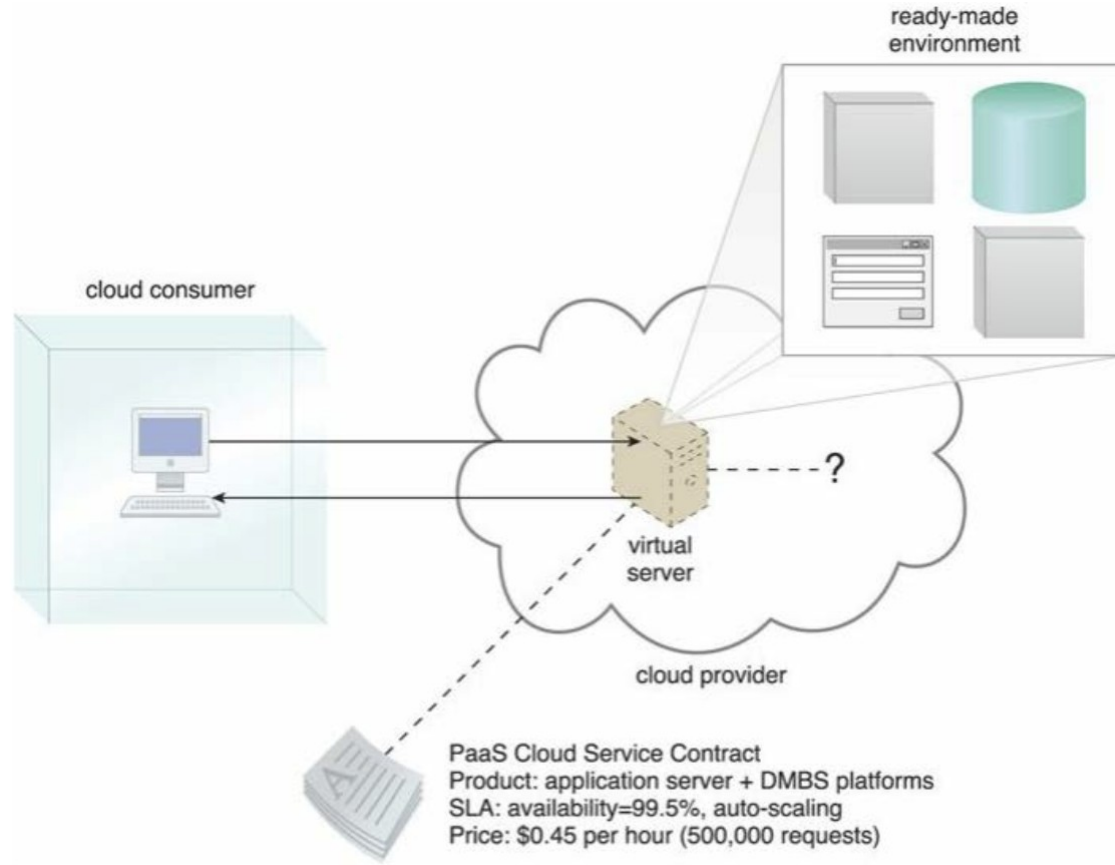 ready-made
environment
cloud consumer
?
virtual
server
cloud provider
A
PaaS Cloud Service Contract
Product: application server + DMBS platforms
SLA: availability=99.5%, auto-scaling
Price: $0.45 per hour (500,000 requests)